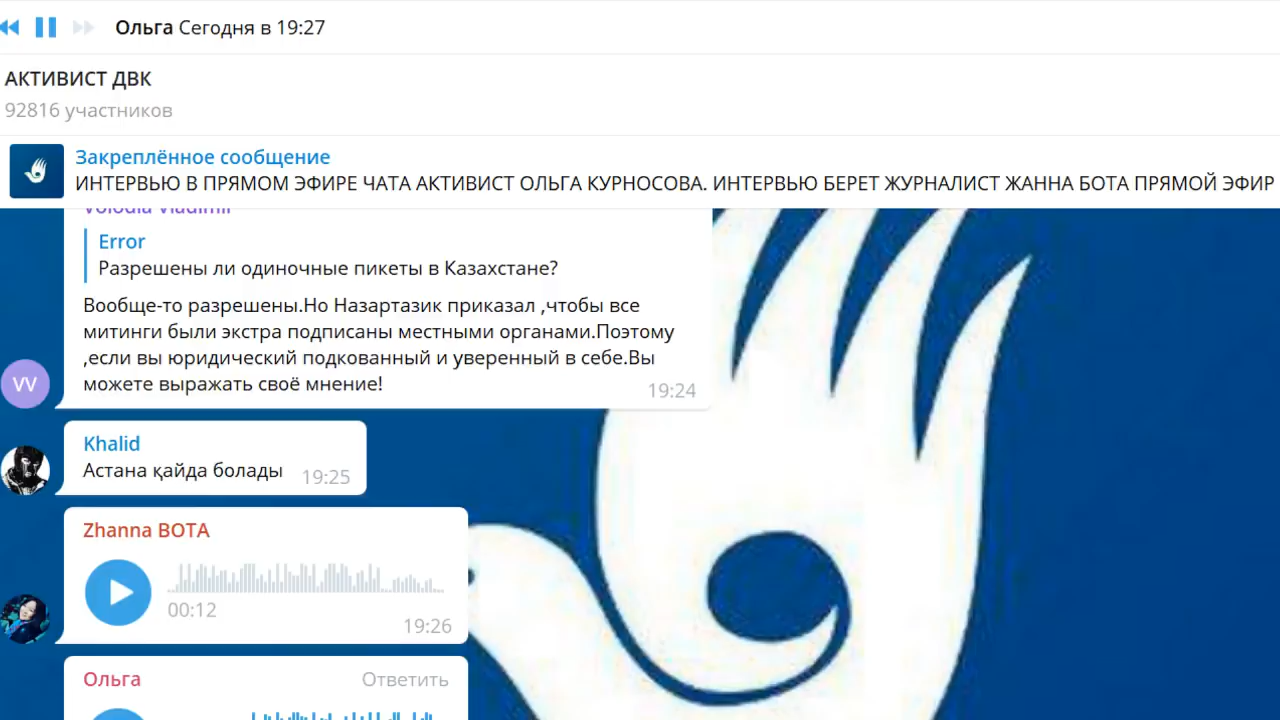 Ольга Сегодня в 19:27
АКТИВИСТ ДВК
92816 участников
Закреплённое сообщение
ИНТЕРВЬЮ В ПРЯМОМ ЭФИРЕ ЧАТА АКТИВИСТ ОЛЬГА КУРНОСОВА. ИНТЕРВЬЮ БЕРЕТ ЖУРНАЛИСТ ЖАННА БОТА ПРЯМОЙ ЭФИР
Volodia Vladimir
Error
Разрешены ли одиночные пикеты в Казахстане?
Вообще-то разрешены.Но Назартазик приказал ,чтобы все
митинги были экстра подписаны местными органами.Поэтому
,если вы юридический подкованный и уверенный в себе.Вы
можете выражать своё мнение!
19:24
VV
Khalid
Астана қайда болады 19:25
Zhanna BOTA
00:12
19:26
Ольга Ответить